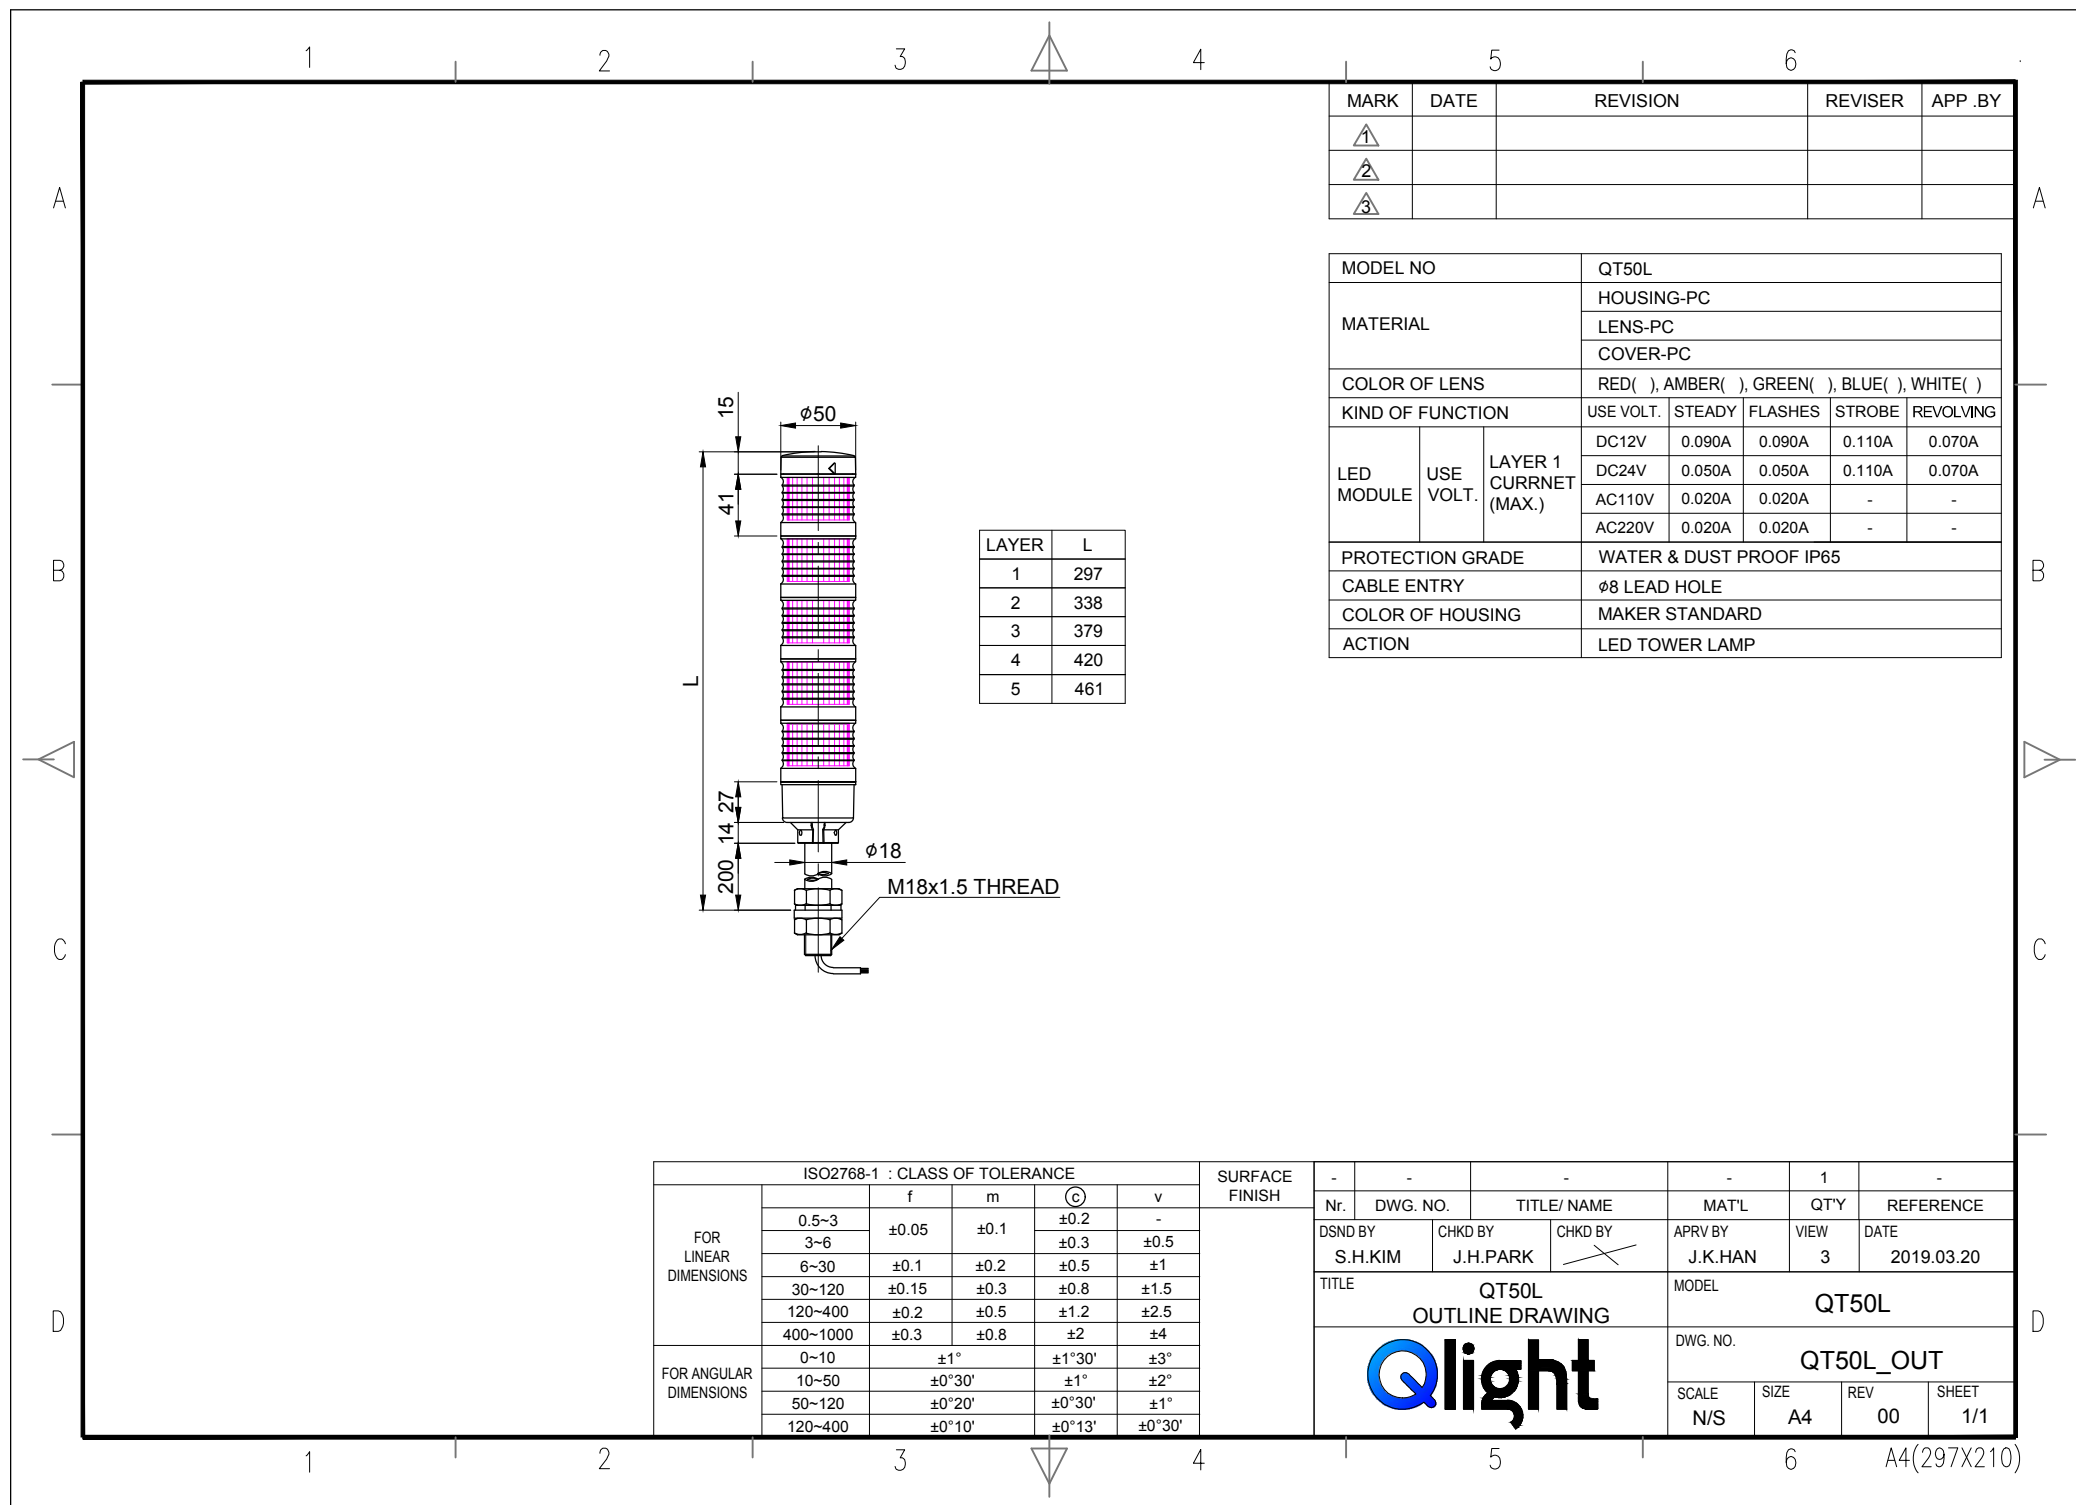 1 2 3 4 5 6
A
B
C
D
A
B
C
D
MARK DATE REVISION REVISER APP .BY
1
2
3
MODEL NO QT50L
MATERIAL
HOUSING-PC
LENS-PC
COVER-PC
COLOR OF LENS RED( ), AMBER( ), GREEN( ), BLUE( ), WHITE( )
KIND OF FUNCTION USE VOLT. STEADY FLASHES STROBE REVOLVING
LED
MODULE
USE
VOLT.
LAYER 1
CURRNET
(MAX.)
DC12V 0.090A 0.090A 0.110A 0.070A
DC24V 0.050A 0.050A 0.110A 0.070A
AC110V 0.020A 0.020A - -
AC220V 0.020A 0.020A - -
PROTECTION GRADE WATER & DUST PROOF IP65
CABLE ENTRY ø8 LEAD HOLE
COLOR OF HOUSING MAKER STANDARD
ACTION LED TOWER LAMP
15
ø50
41
L
27
14
200
ø18
M18x1.5 THREAD
LAYER L
1 297
2 338
3 379
4 420
5 461
ISO2768-1 : CLASS OF TOLERANCE
f m c v
FOR
LINEAR
DIMENSIONS
0.5~3 ±0.05 ±0.1 ±0.2 -
3~6 ±0.3 ±0.5
6~30 ±0.1 ±0.2 ±0.5 ±1
30~120 ±0.15 ±0.3 ±0.8 ±1.5
120~400 ±0.2 ±0.5 ±1.2 ±2.5
400~1000 ±0.3 ±0.8 ±2 ±4
FOR ANGULAR
DIMENSIONS
0~10 ±1° ±1°30' ±3°
10~50 ±0°30' ±1° ±2°
50~120 ±0°20' ±0°30' ±1°
120~400 ±0°10' ±0°13' ±0°30'
SURFACE
FINISH
- - - - 1 -
Nr. DWG. NO. TITLE/ NAME MAT'L QT'Y REFERENCE
DSND BY CHKD BY CHKD BY APRV BY VIEW DATE
S.H.KIM J.H.PARK J.K.HAN 3 2019.03.20
TITLE
QT50L
OUTLINE DRAWING
MODEL
QT50L
Qlight
DWG. NO.
QT50L_OUT
SCALE SIZE REV SHEET
N/S A4 00 1/1
1 2 3 4 5 6
A4(297X210)